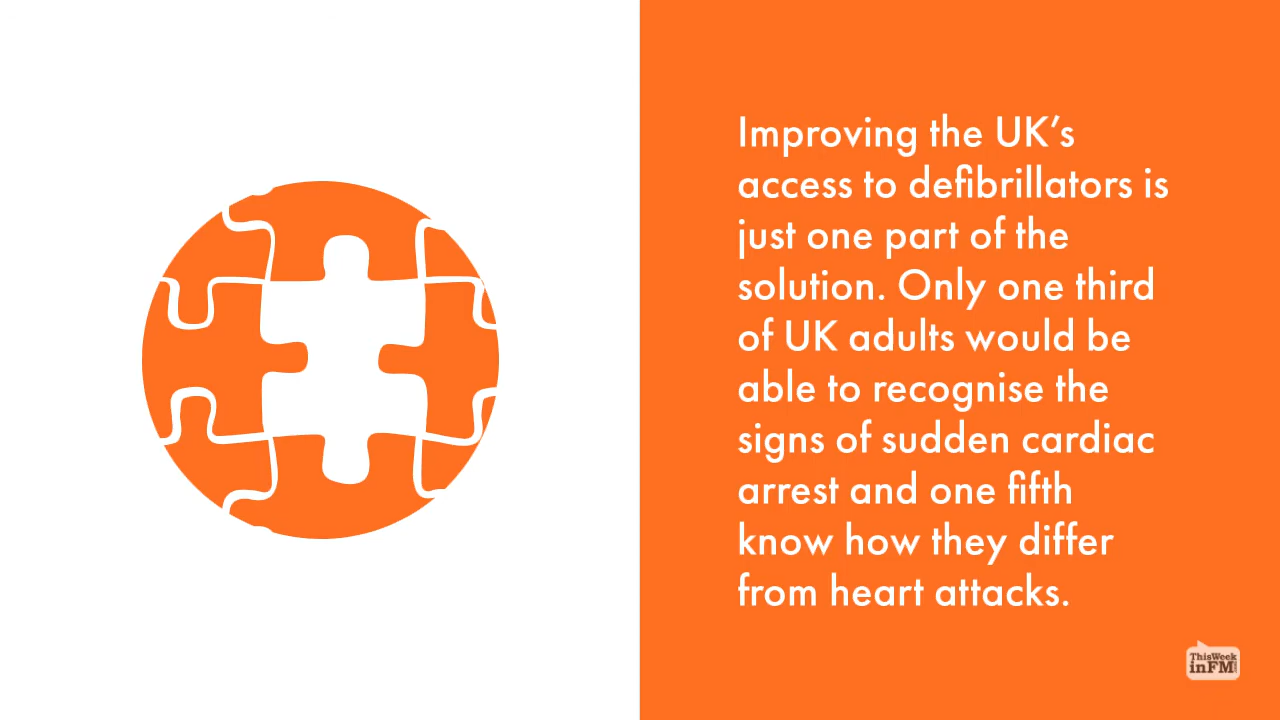 Improving the UK’s
access to defibrillators is
just one part of the
solution. Only one third
of UK adults would be
able to recognise the
signs of sudden cardiac
arrest and one fifth
know how they differ
from heart attacks.
ThisWeek
inFM